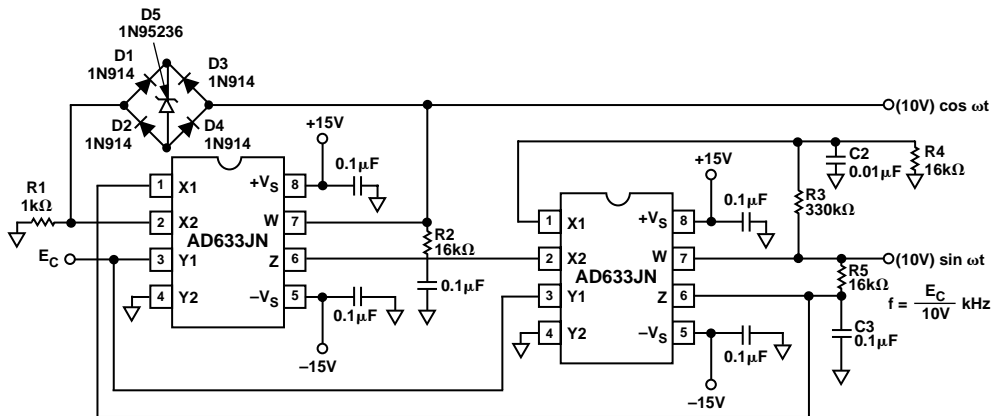 D5
1N95236
D1
1N914
D3
1N914
D2
1N914
D4
1N914
(10V) cos ωt
+15V
0.1μF
R1
1kΩ
1 X1
2 X2
3 Y1
4 Y2
+VS 8
W 7
Z 6
–VS 5
AD633JN
EC
R2
16kΩ
0.1μF
0.1μF
–15V
+15V
0.1μF
C2
0.01μF
R4
16kΩ
R3
330kΩ
1 X1
2 X2
3 Y1
4 Y2
+VS 8
W 7
Z 6
–VS 5
AD633JN
(10V) sin ωt
R5
16kΩ
f = EC/10V kHz
C3
0.1μF
0.1μF
–15V